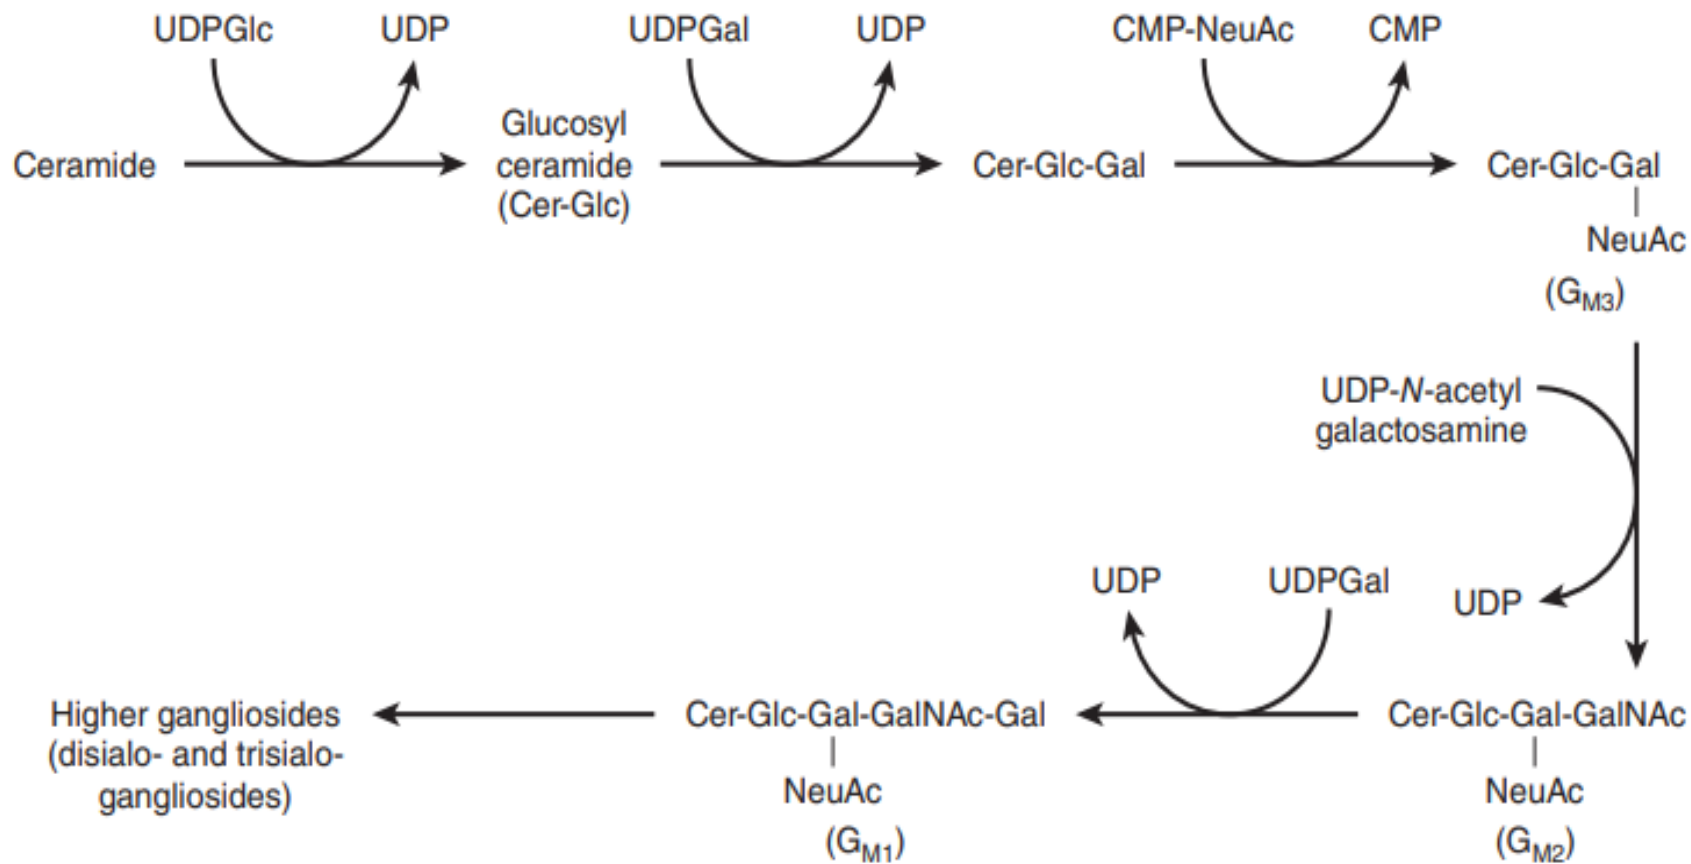 UDPGlc UDP UDPGal UDP CMP-NeuAc CMP
Ceramide
Glucosyl
ceramide
(Cer-Glc)
Cer-Glc-Gal
Cer-Glc-Gal
NeuAc
(GM3)
UDP-N-acetyl
galactosamine
UDP
UDP UDPGal
Cer-Glc-Gal-GalNAc
NeuAc
(GM2)
Cer-Glc-Gal-GalNAc-Gal
NeuAc
(GM1)
Higher gangliosides
(disialo- and trisialo-
gangliosides)